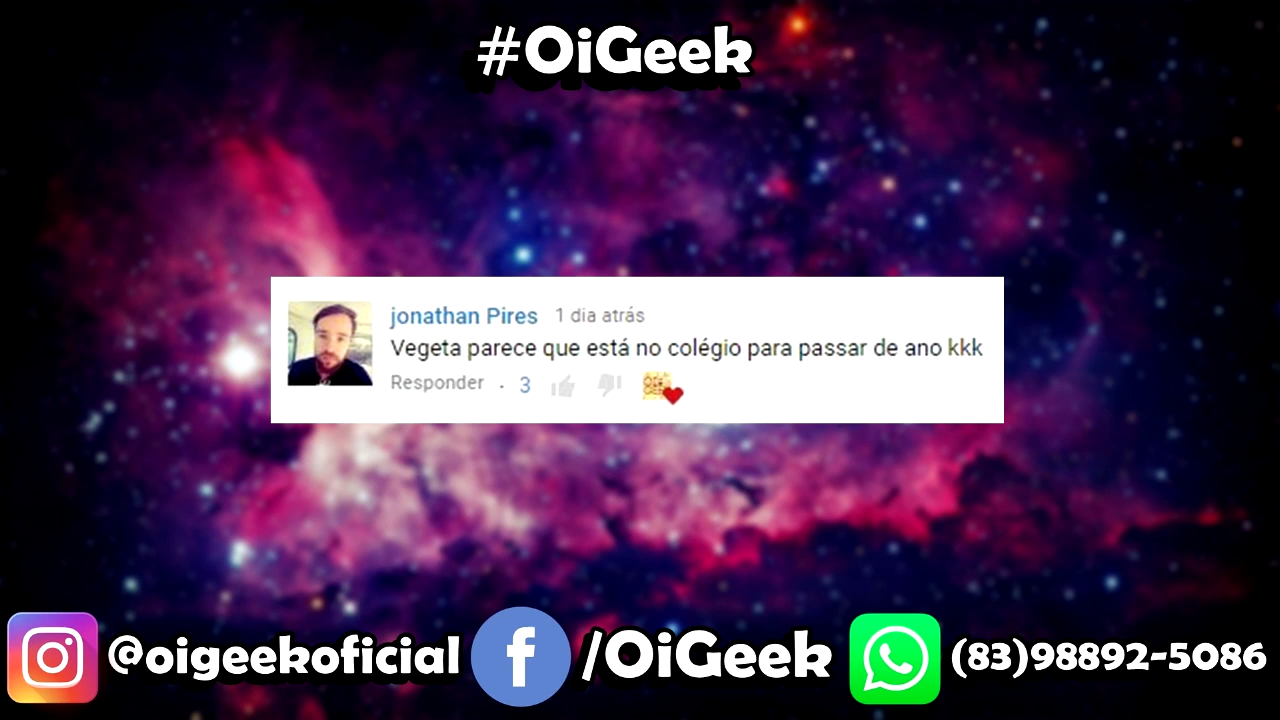 #OiGeek
jonathan Pires 1 dia atrás
Vegeta parece que está no colégio para passar de ano kkk
Responder · 3
@oigeekoficial /OiGeek (83)98892-5086